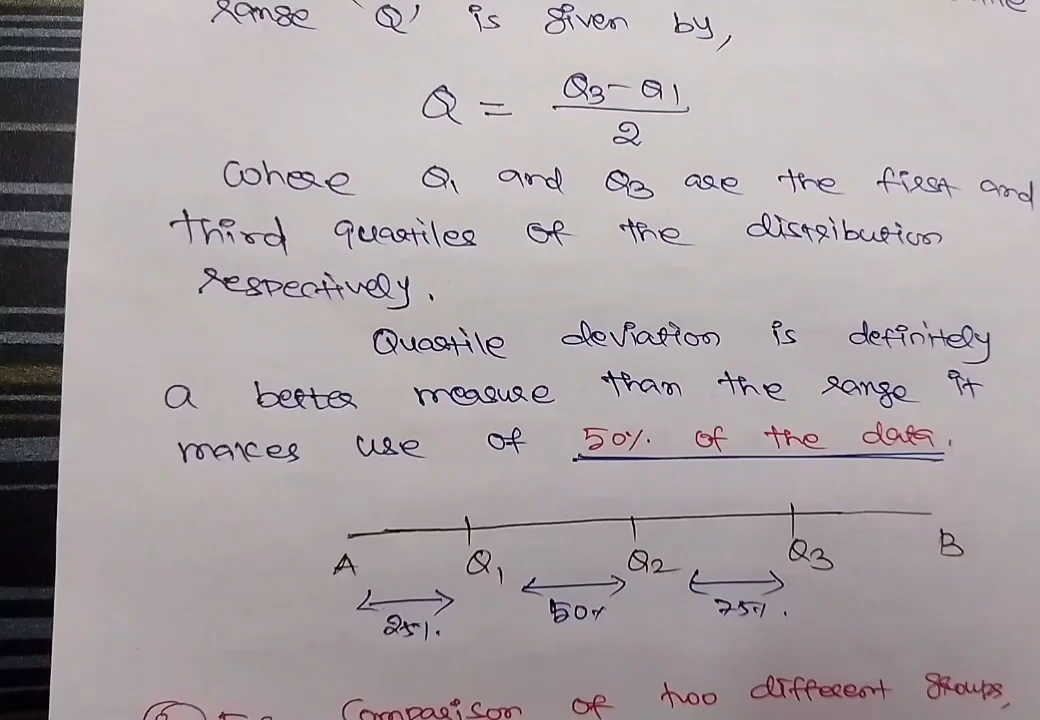 range 'Q' is given by,
Q = Q3 - Q1 / 2
where Q1 and Q3 are the first and
third quartiles of the distribution
respectively.
Quartile deviation is definitely
a better measure than the range it
makes use of 50% of the data.
A Q1 Q2 Q3 B
25%. 50% 75%.
Comparison of two different groups,